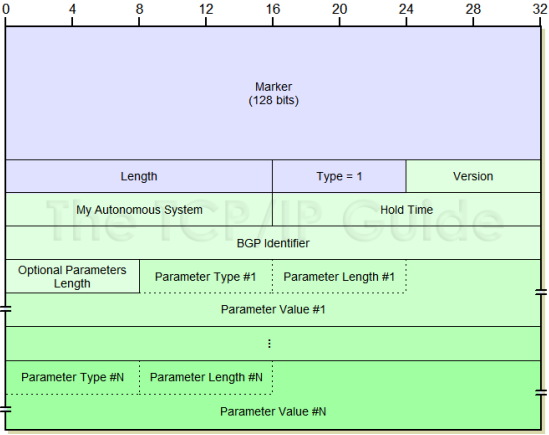 0 4 8 12 16 20 24 28 32
Marker
(128 bits)
Length Type = 1 Version
The TCP/IP Guide
My Autonomous System Hold Time
BGP Identifier
Optional Parameters
Length
Parameter Type #1 Parameter Length #1
Parameter Value #1
...
Parameter Type #N Parameter Length #N
Parameter Value #N